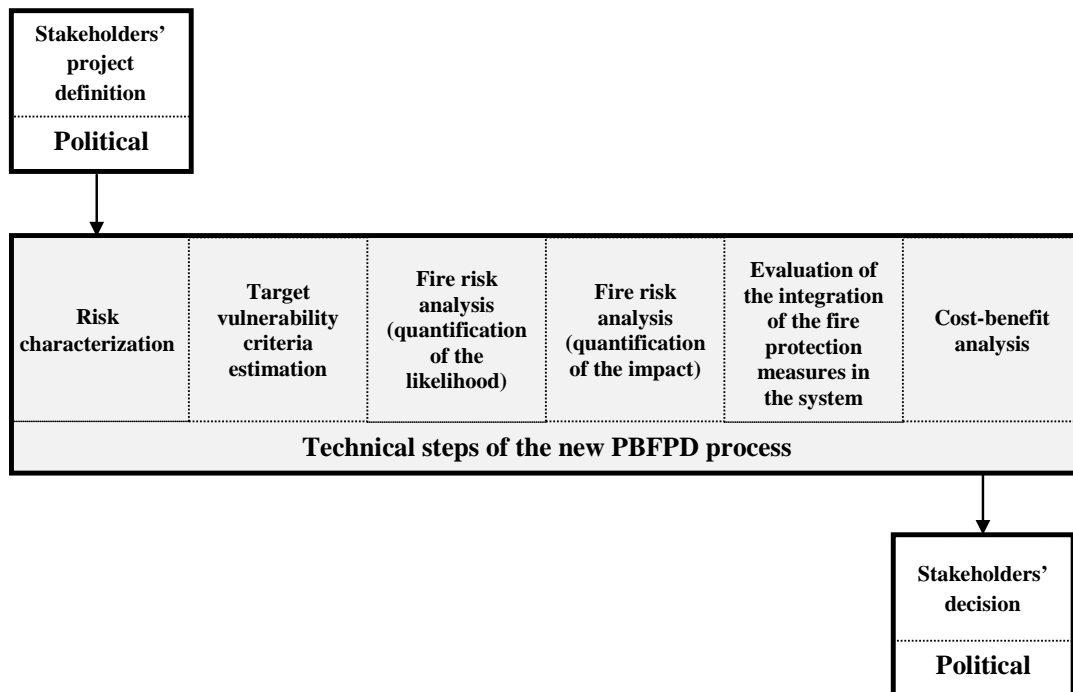 Stakeholders’
project
definition
Political
Risk
characterization
Target
vulnerability
criteria
estimation
Fire risk
analysis
(quantification
of the
likelihood)
Fire risk
analysis
(quantification
of the impact)
Evaluation of
the integration
of the fire
protection
measures in
the system
Cost-benefit
analysis
Technical steps of the new PBFPD process
Stakeholders’
decision
Political